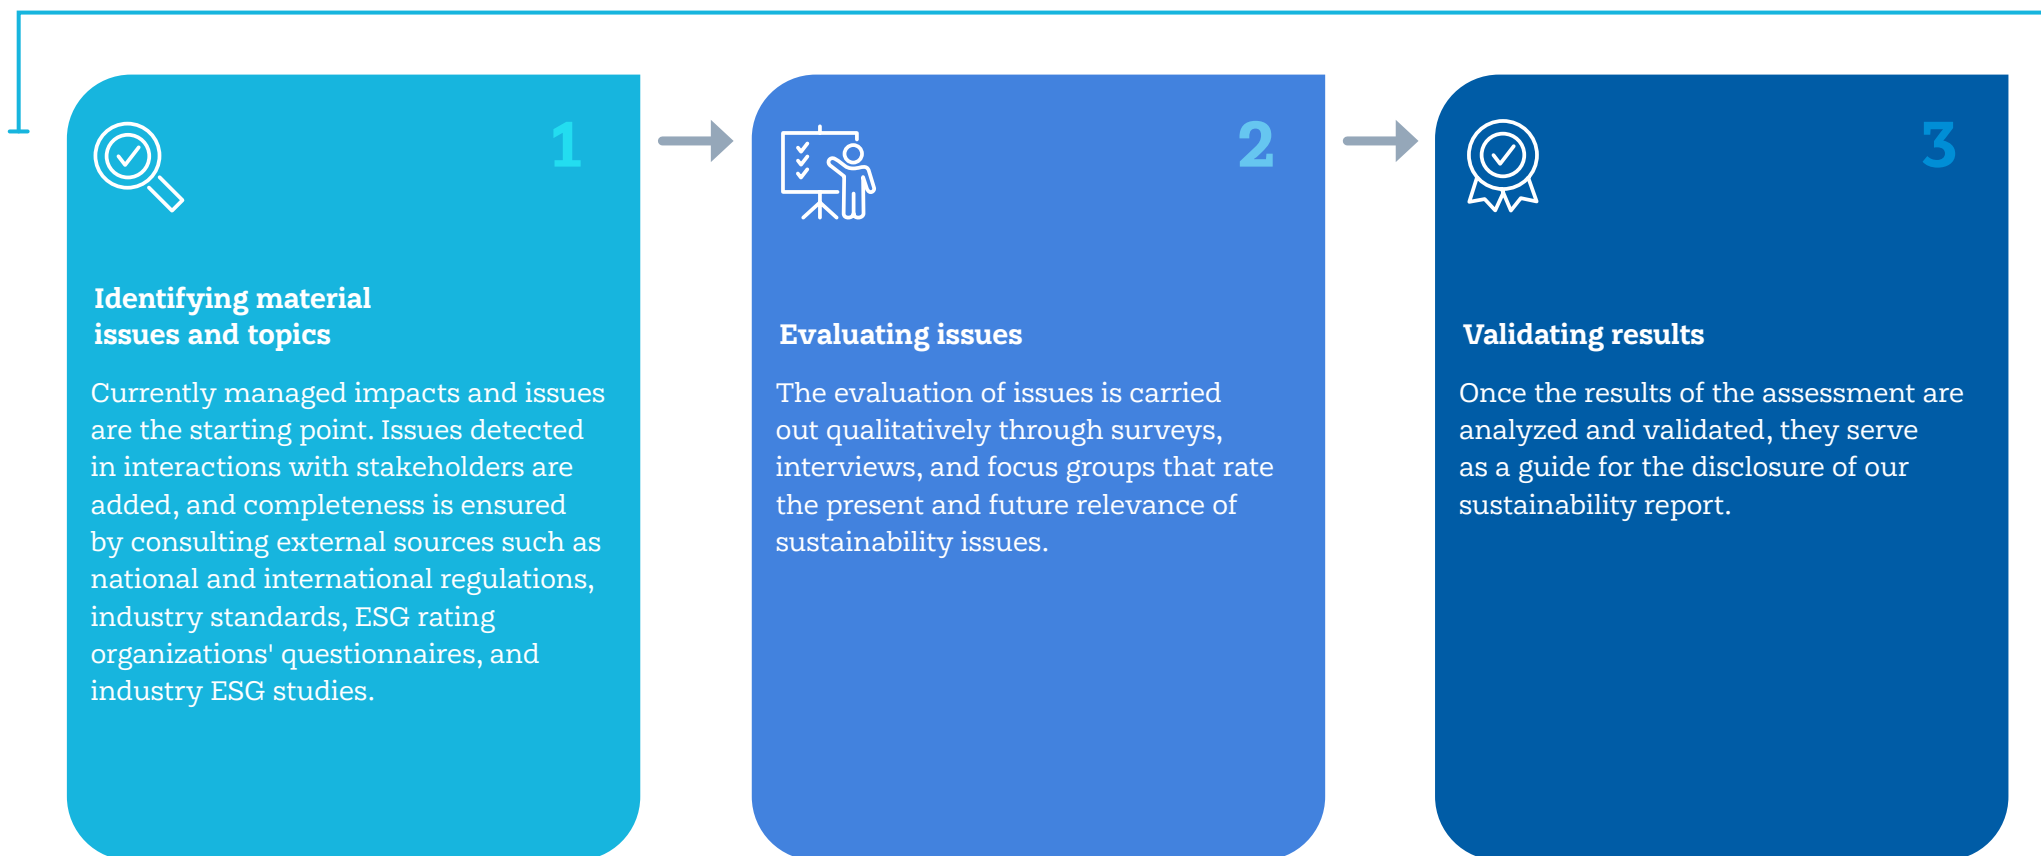 1
Identifying material
issues and topics
Currently managed impacts and issues
are the starting point. Issues detected
in interactions with stakeholders are
added, and completeness is ensured
by consulting external sources such as
national and international regulations,
industry standards, ESG rating
organizations' questionnaires, and
industry ESG studies.
2
Evaluating issues
The evaluation of issues is carried
out qualitatively through surveys,
interviews, and focus groups that rate
the present and future relevance of
sustainability issues.
3
Validating results
Once the results of the assessment are
analyzed and validated, they serve
as a guide for the disclosure of our
sustainability report.